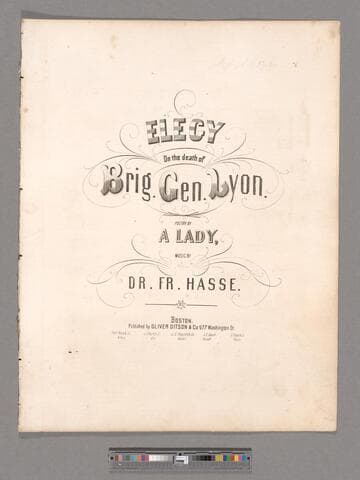 ELEGY
On the death of
Brig. Gen. Lyon.
POETRY BY
A LADY,
MUSIC BY
DR. FR. HASSE.
BOSTON.
Published by OLIVER DITSON & Co 277 Washington St.